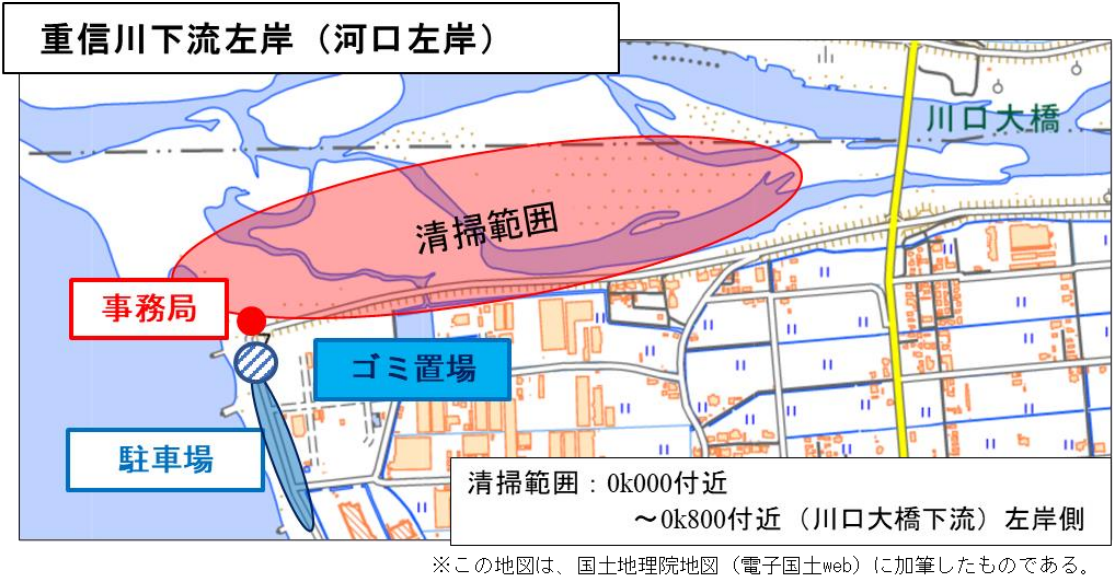 重信川下流左岸（河口左岸）
川口大橋
清掃範囲
事務局
ゴミ置場
駐車場
清掃範囲：0k000付近
～0k800付近（川口大橋下流）左岸側
※この地図は、国土地理院地図（電子国土web）に加筆したものである。